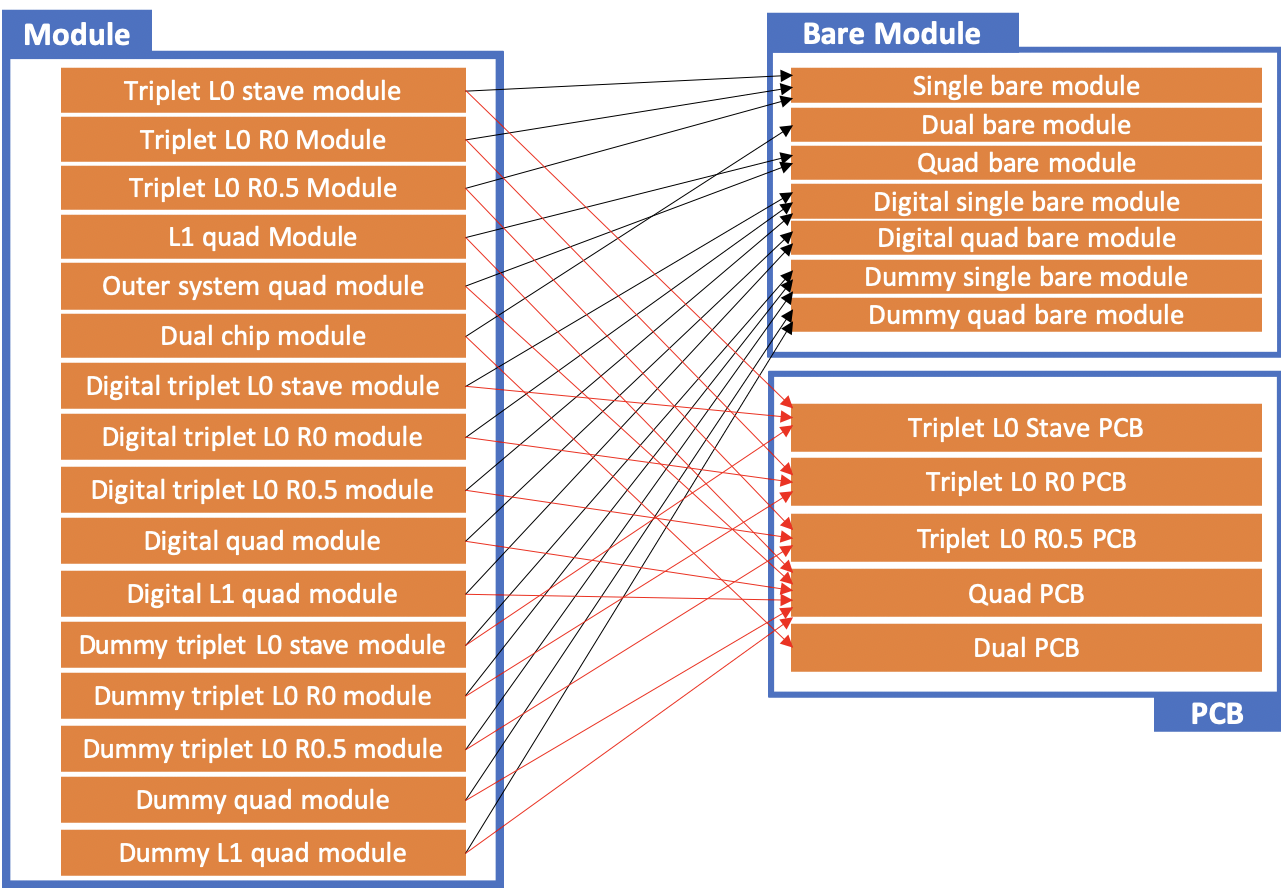 Module
Triplet L0 stave module
Triplet L0 R0 Module
Triplet L0 R0.5 Module
L1 quad Module
Outer system quad module
Dual chip module
Digital triplet L0 stave module
Digital triplet L0 R0 module
Digital triplet L0 R0.5 module
Digital quad module
Digital L1 quad module
Dummy triplet L0 stave module
Dummy triplet L0 R0 module
Dummy triplet L0 R0.5 module
Dummy quad module
Dummy L1 quad module
Bare Module
Single bare module
Dual bare module
Quad bare module
Digital single bare module
Digital quad bare module
Dummy single bare module
Dummy quad bare module
Triplet L0 Stave PCB
Triplet L0 R0 PCB
Triplet L0 R0.5 PCB
Quad PCB
Dual PCB
PCB